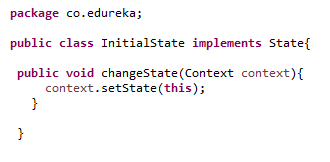 package co.edureka;
public class InitialState implements State{
public void changeState(Context context){
context.setState(this);
}
}